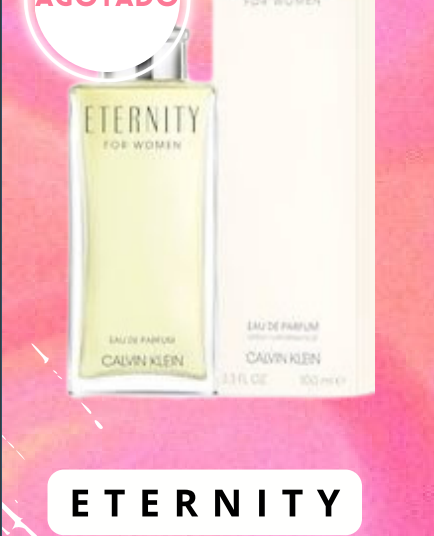 AGOTADO
FOR WOMEN
ETERNITY
FOR WOMEN
EAU DE PARFUM
CALVIN KLEIN
EAU DE PARFUM
CALVIN KLEIN
3.3 FL OZ 100 ml e
ETERNITY